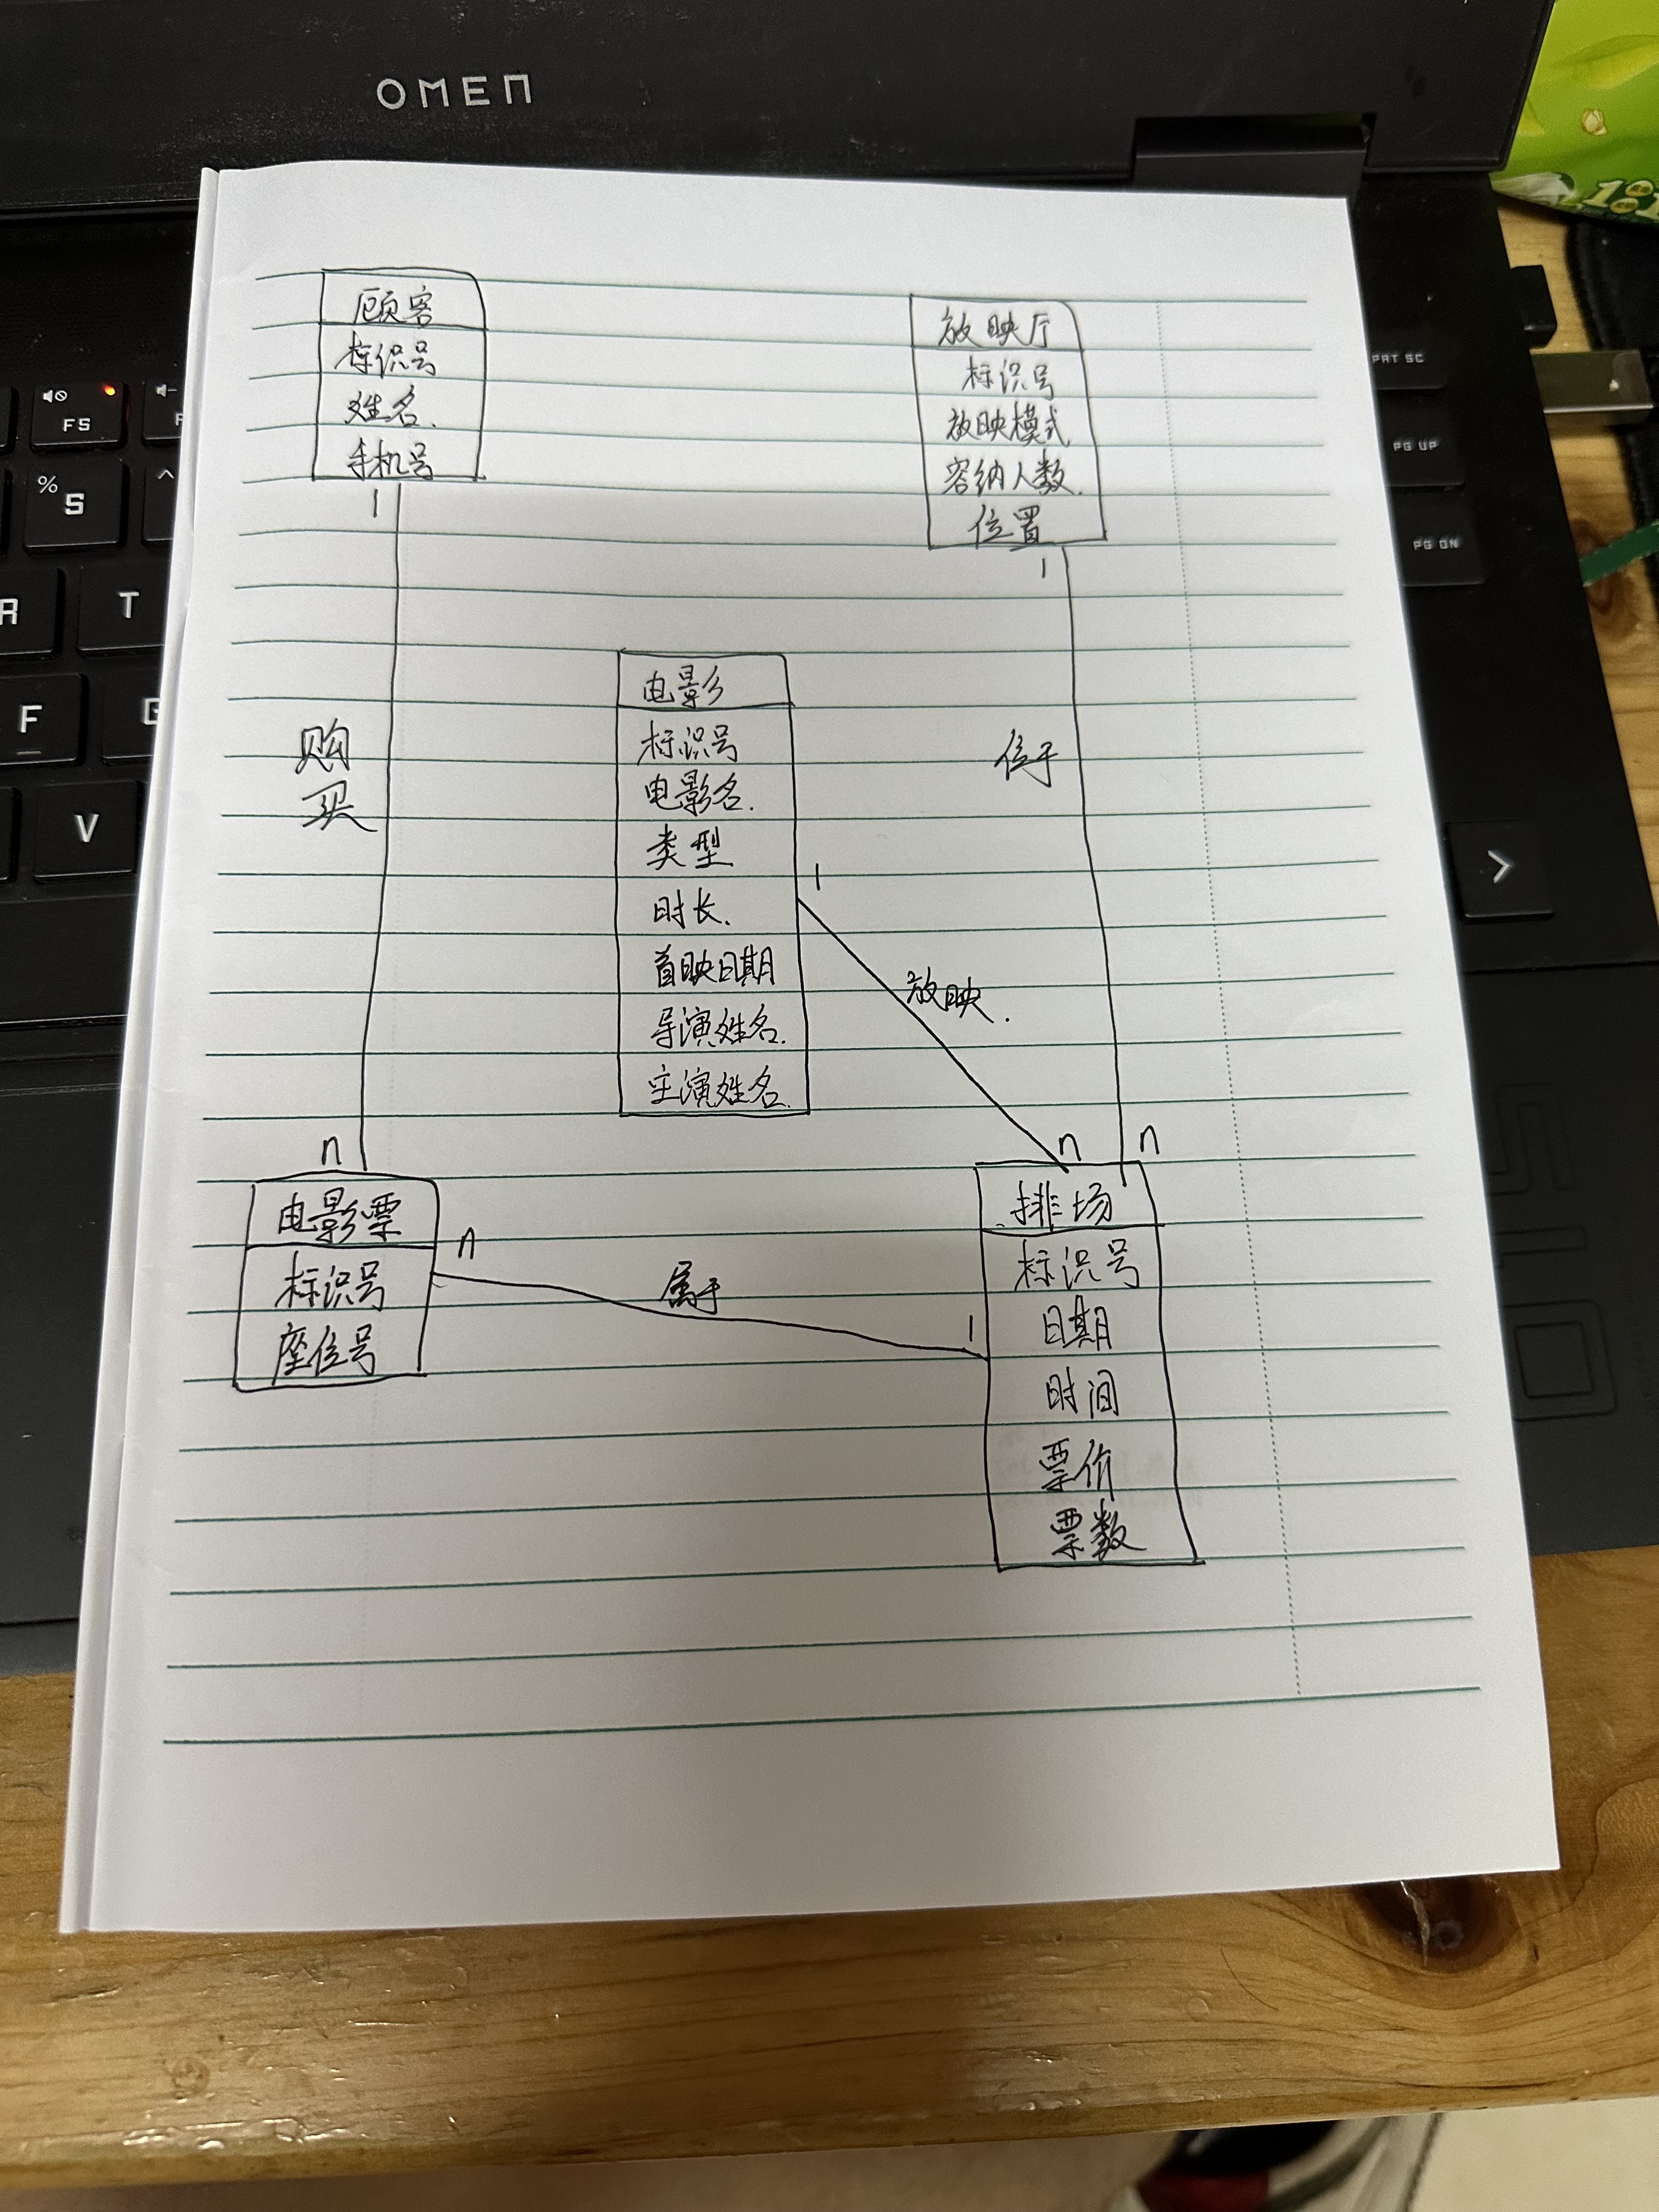 OMEN
顾客
标识号
姓名.
手机号
1
放映厅
标识号
放映模式
容纳人数.
位置
1
购
买
电影
标识号
电影名.
类型
时长.
首映日期
导演姓名.
主演姓名.
1
放映.
位于
n
n
n
电影票
标识号
座位号
n
属于
1
排场
标识号
日期
时间
票价
票数
F5
%
S
^
R
T
F
G
V
PRT SC
PG UP
PG DN
>